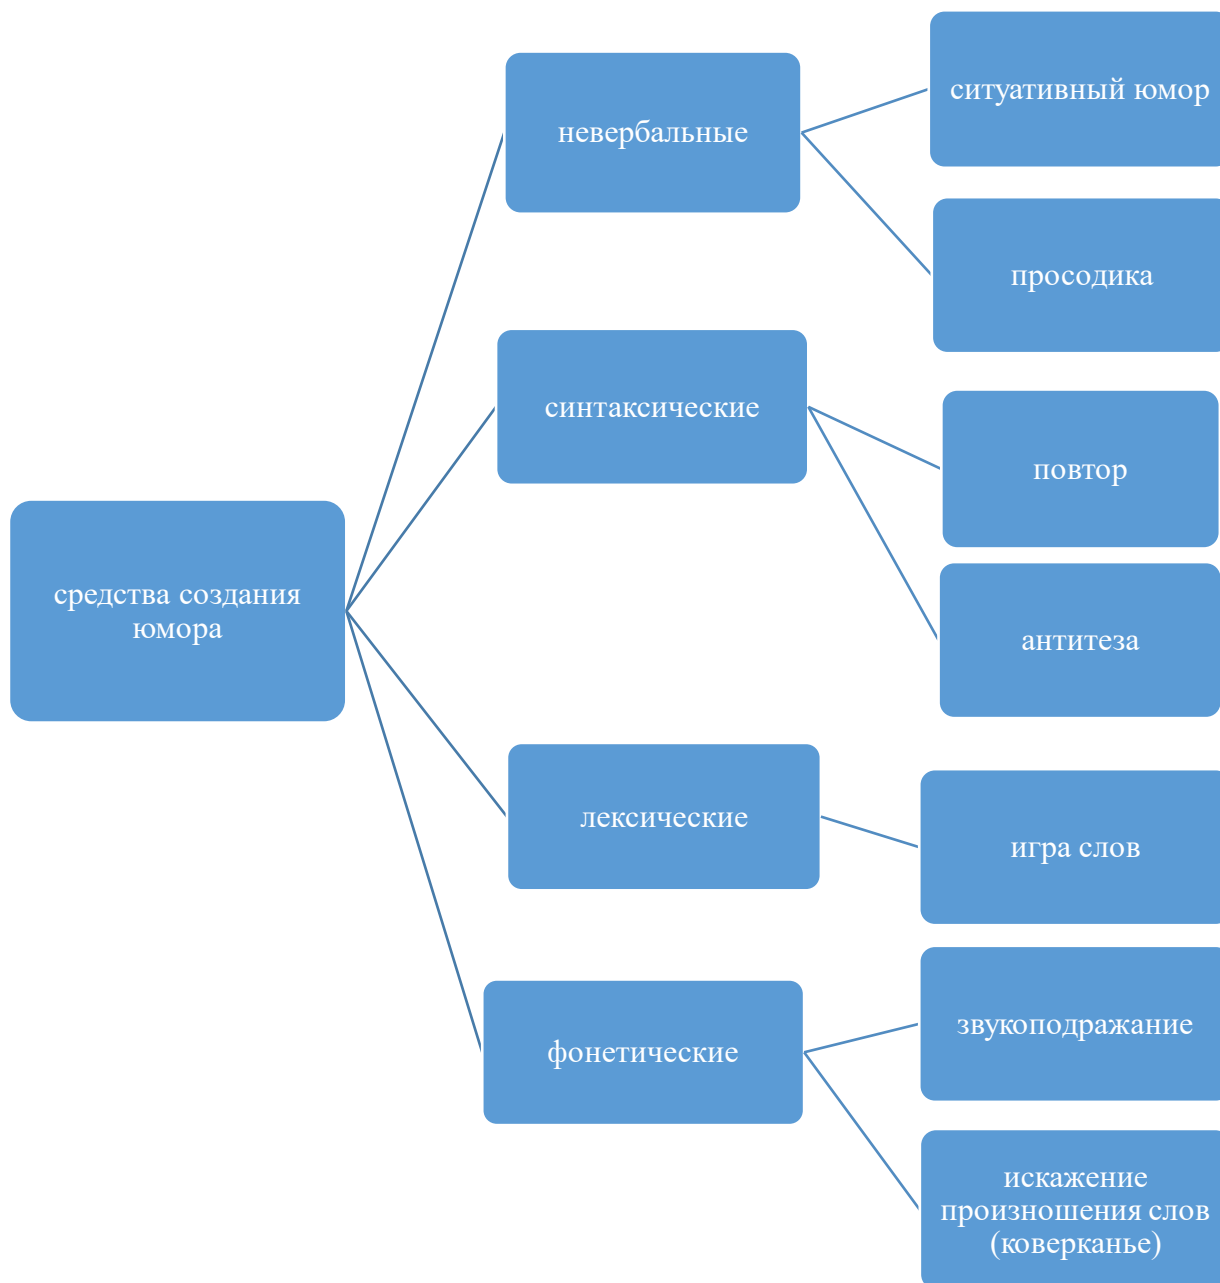 средства создания
юмора
невербальные
ситуативный юмор
просодика
синтаксические
повтор
антитеза
лексические
игра слов
фонетические
звукоподражание
искажение
произношения слов
(коверканье)